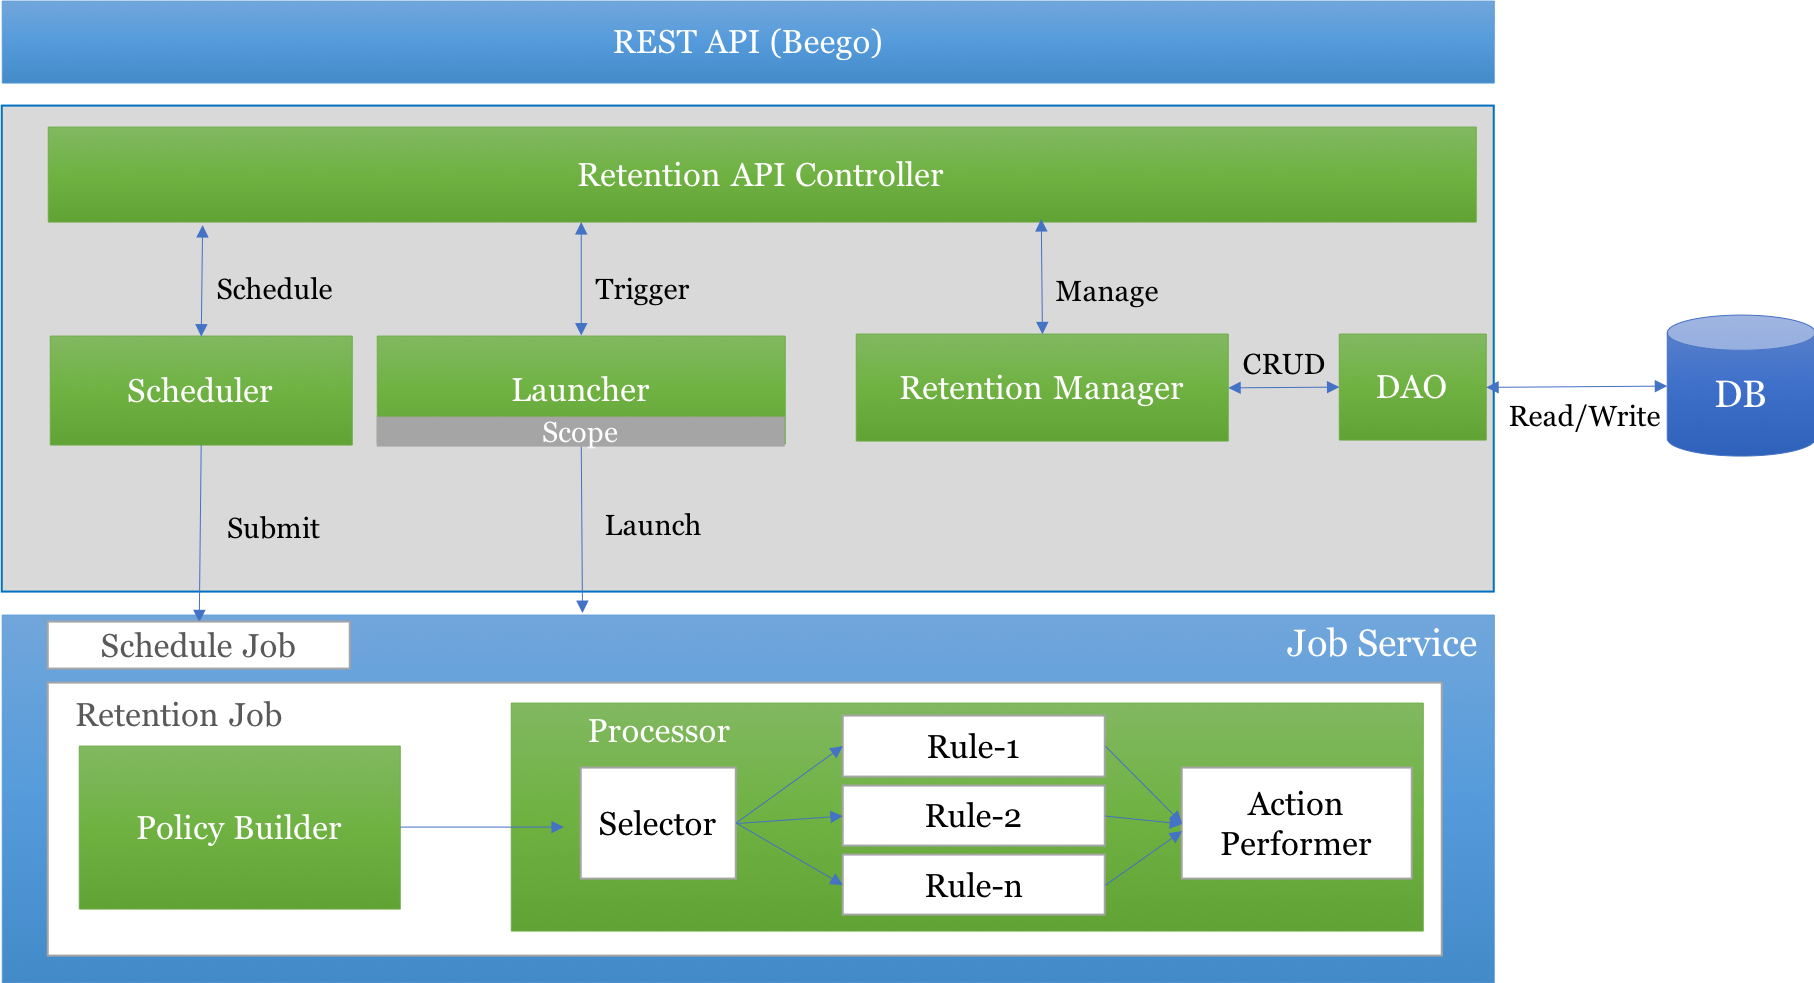 REST API (Beego)
Retention API Controller
Schedule
Trigger
Manage
Scheduler
Launcher
Scope
Retention Manager
CRUD
DAO
Read/Write
DB
Submit
Launch
Schedule Job
Job Service
Retention Job
Policy Builder
Processor
Selector
Rule-1
Rule-2
Rule-n
Action
Performer